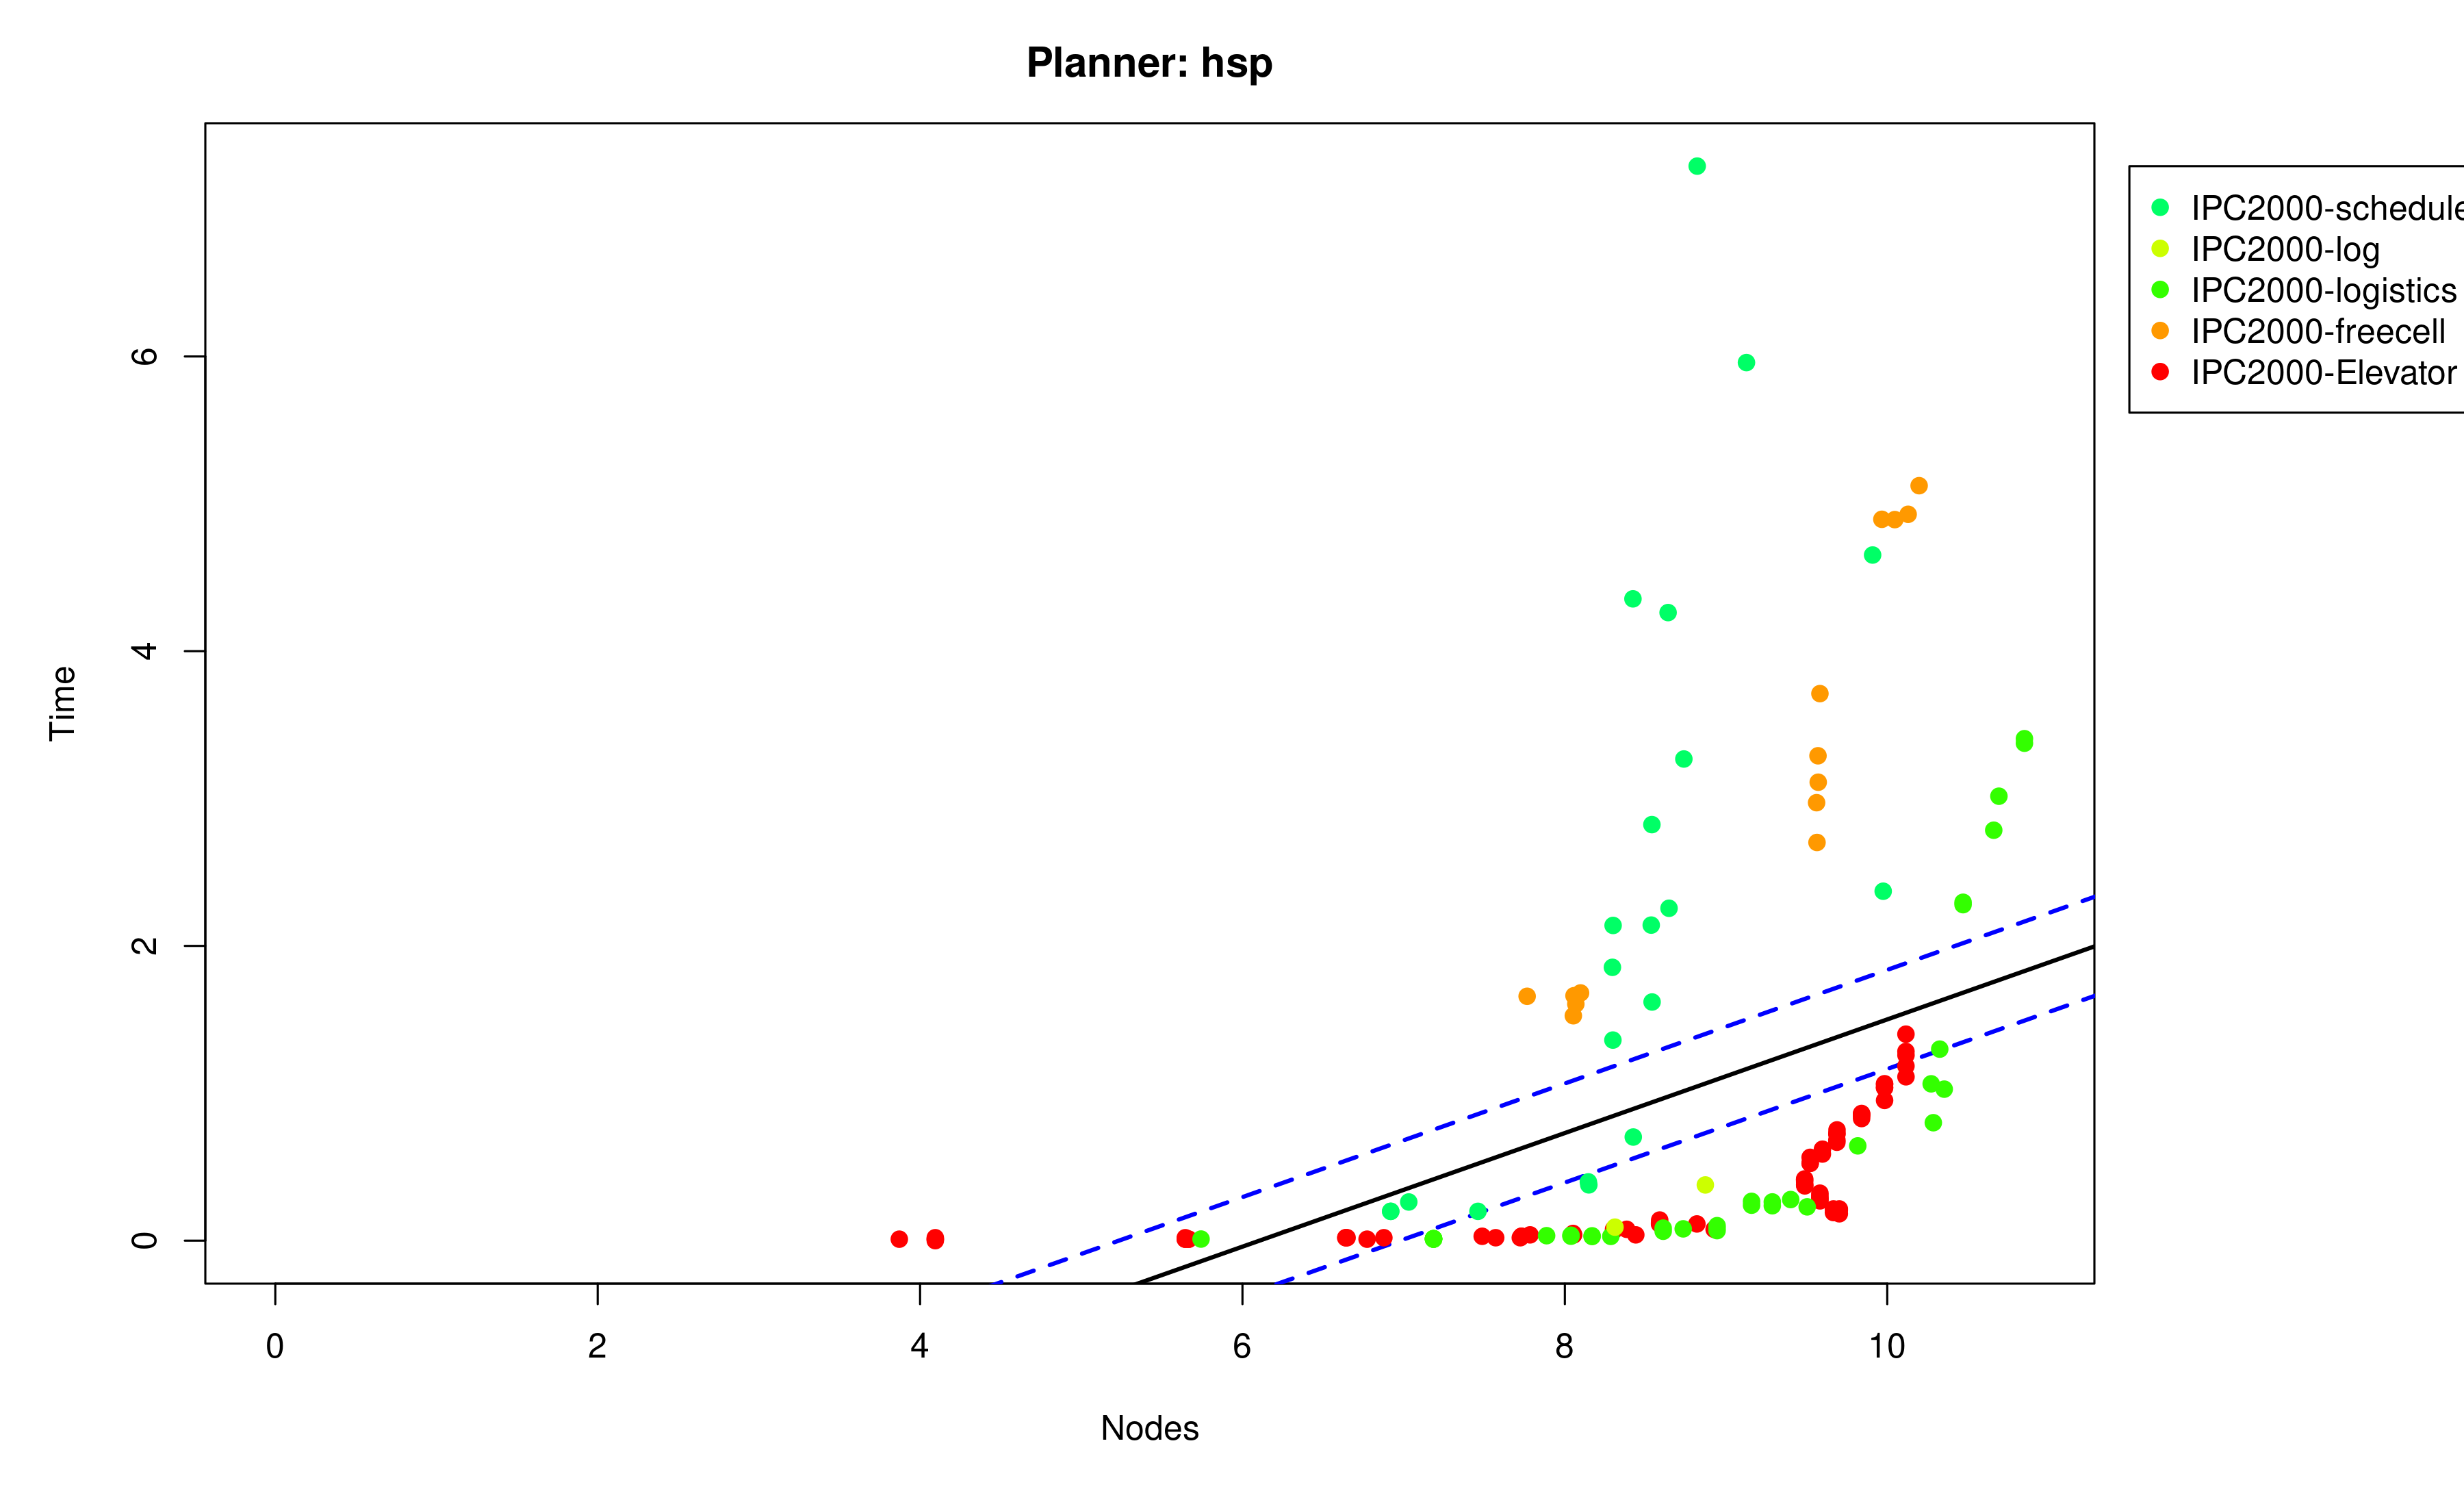 Planner: hsp
IPC2000-schedule
IPC2000-log
IPC2000-logistics
IPC2000-freecell
IPC2000-Elevator
Time
6
4
2
0
0 2 4 6 8 10
Nodes